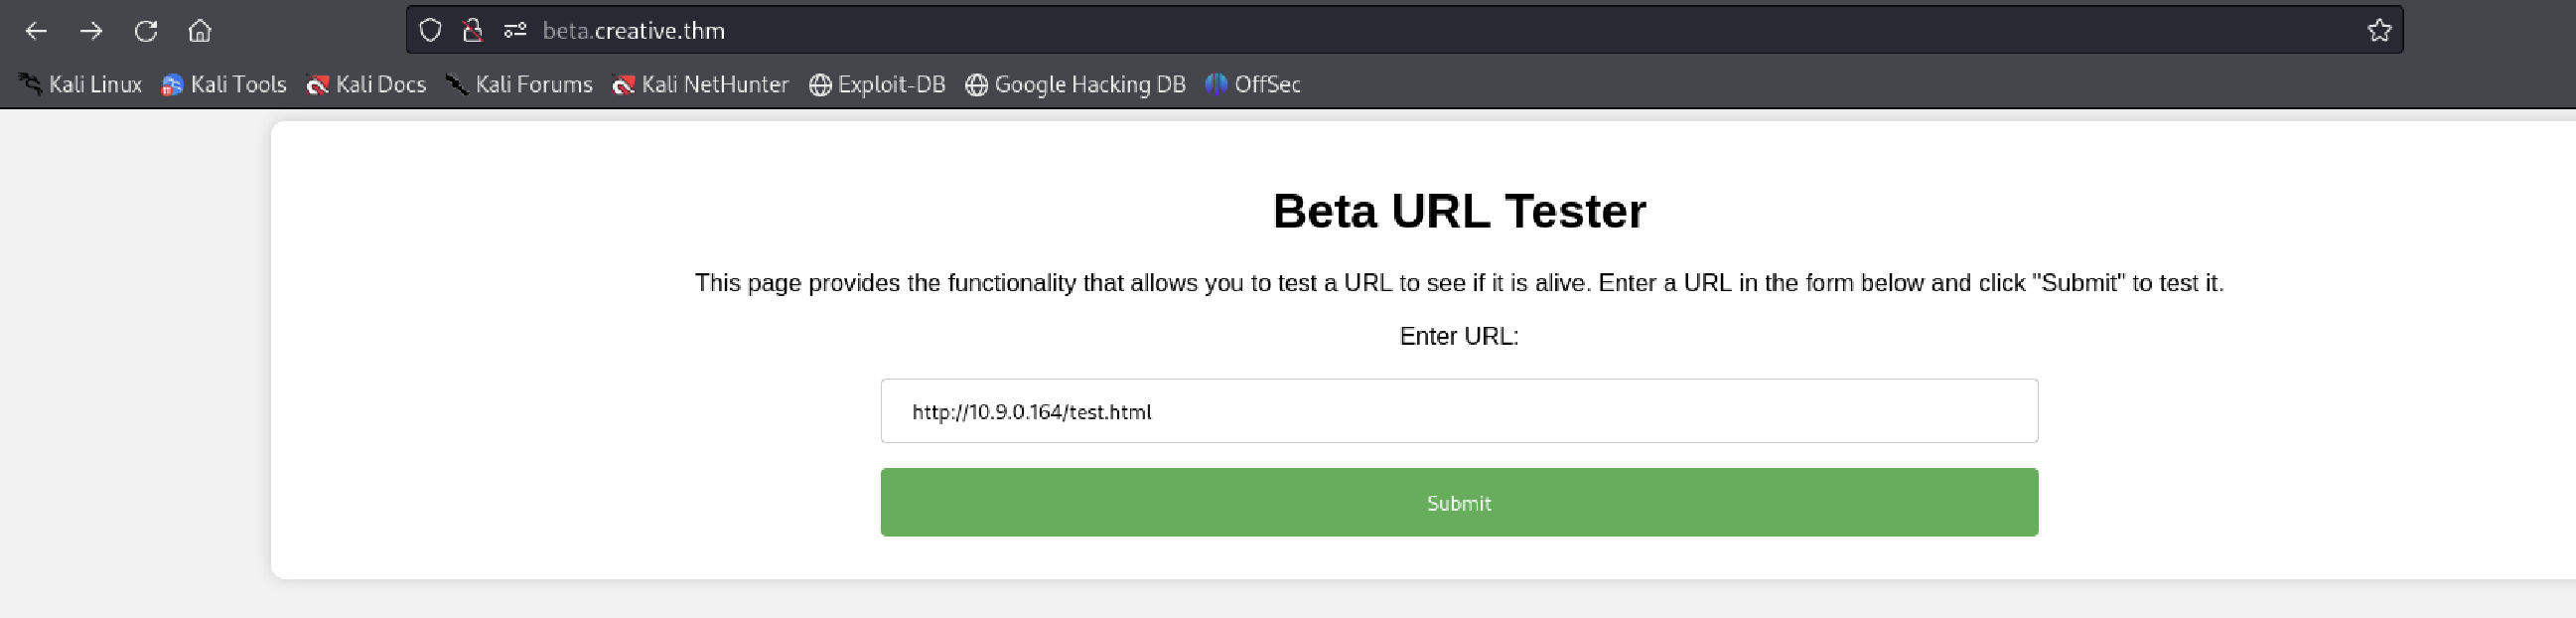 beta.creative.thm
Kali Linux Kali Tools Kali Docs Kali Forums Kali NetHunter Exploit-DB Google Hacking DB OffSec
Beta URL Tester
This page provides the functionality that allows you to test a URL to see if it is alive. Enter a URL in the form below and click "Submit" to test it.
Enter URL:
http://10.9.0.164/test.html
Submit